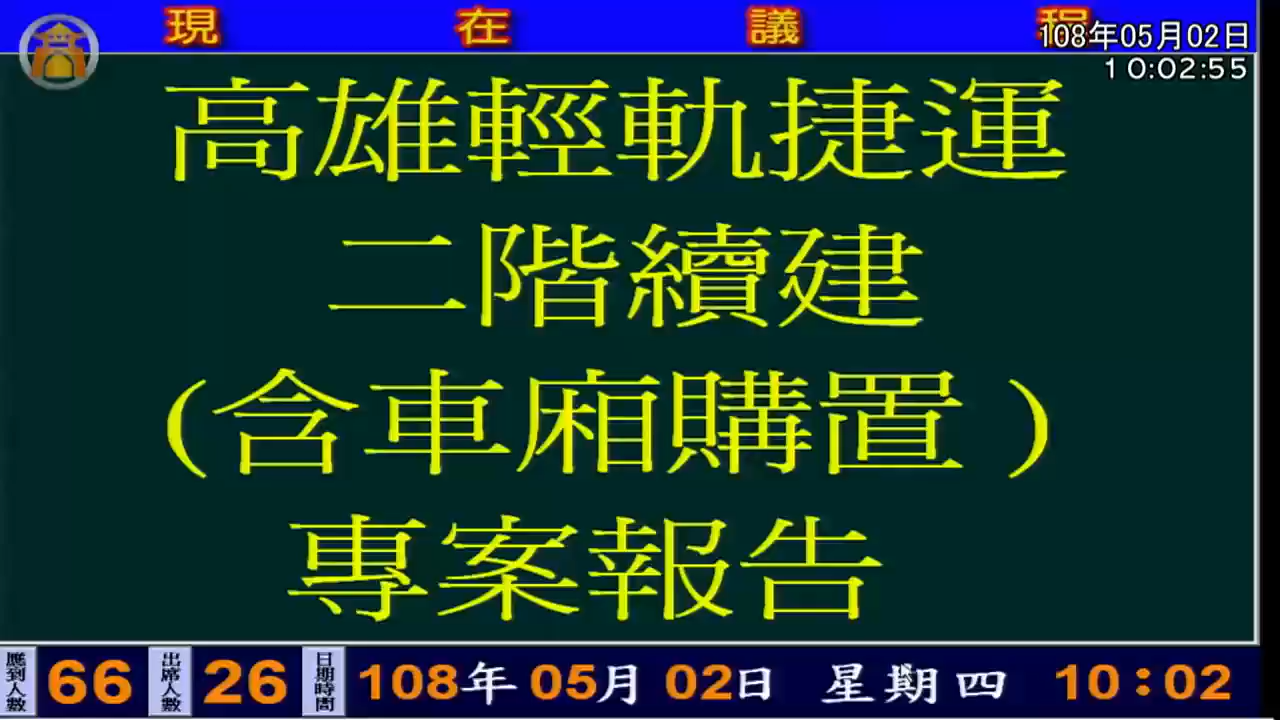 現在議程
108年05月02日
10:02:55
高雄輕軌捷運
二階續建
(含車廂購置)
專案報告
應到人數 66 出席人數 26 日期時間 108年05月02日 星期四 10:02